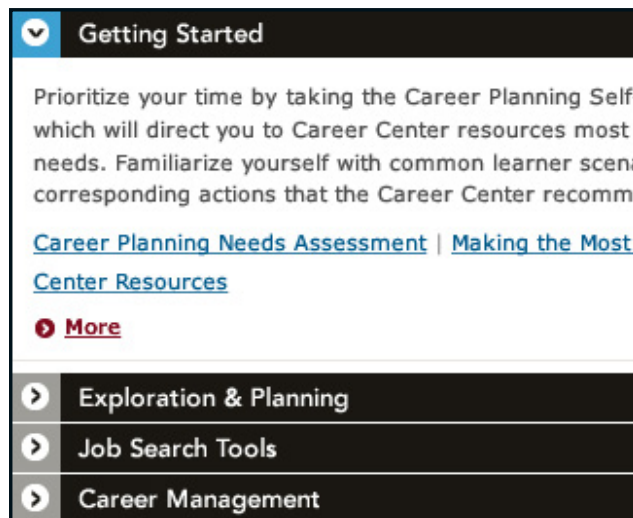 Getting Started
Prioritize your time by taking the Career Planning Self
which will direct you to Career Center resources most
needs. Familiarize yourself with common learner
corresponding actions that the Career Center
Career Planning Needs Assessment | Making the Most
Center Resources
More
Exploration & Planning
Job Search Tools
Career Management